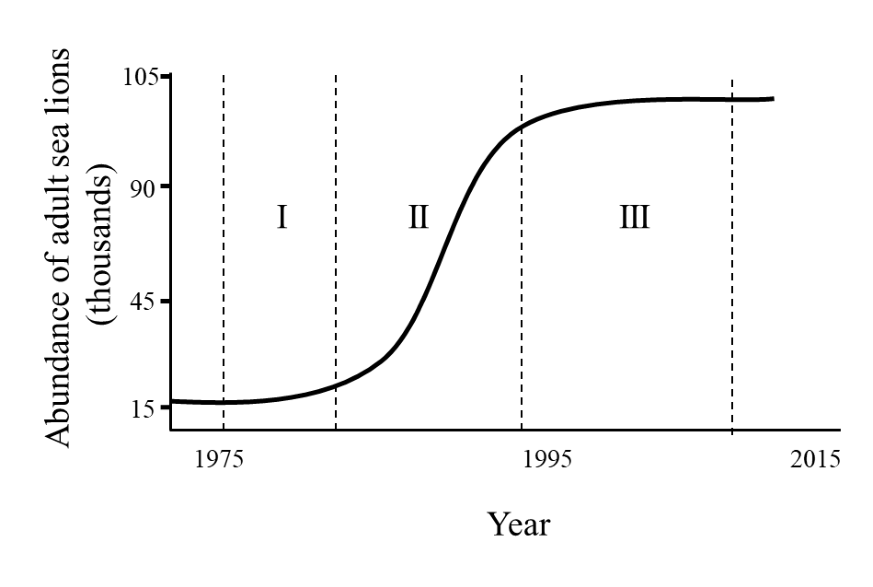 Abundance of adult sea lions
(thousands)
105
90
45
15
I
II
III
1975
1995
2015
Year